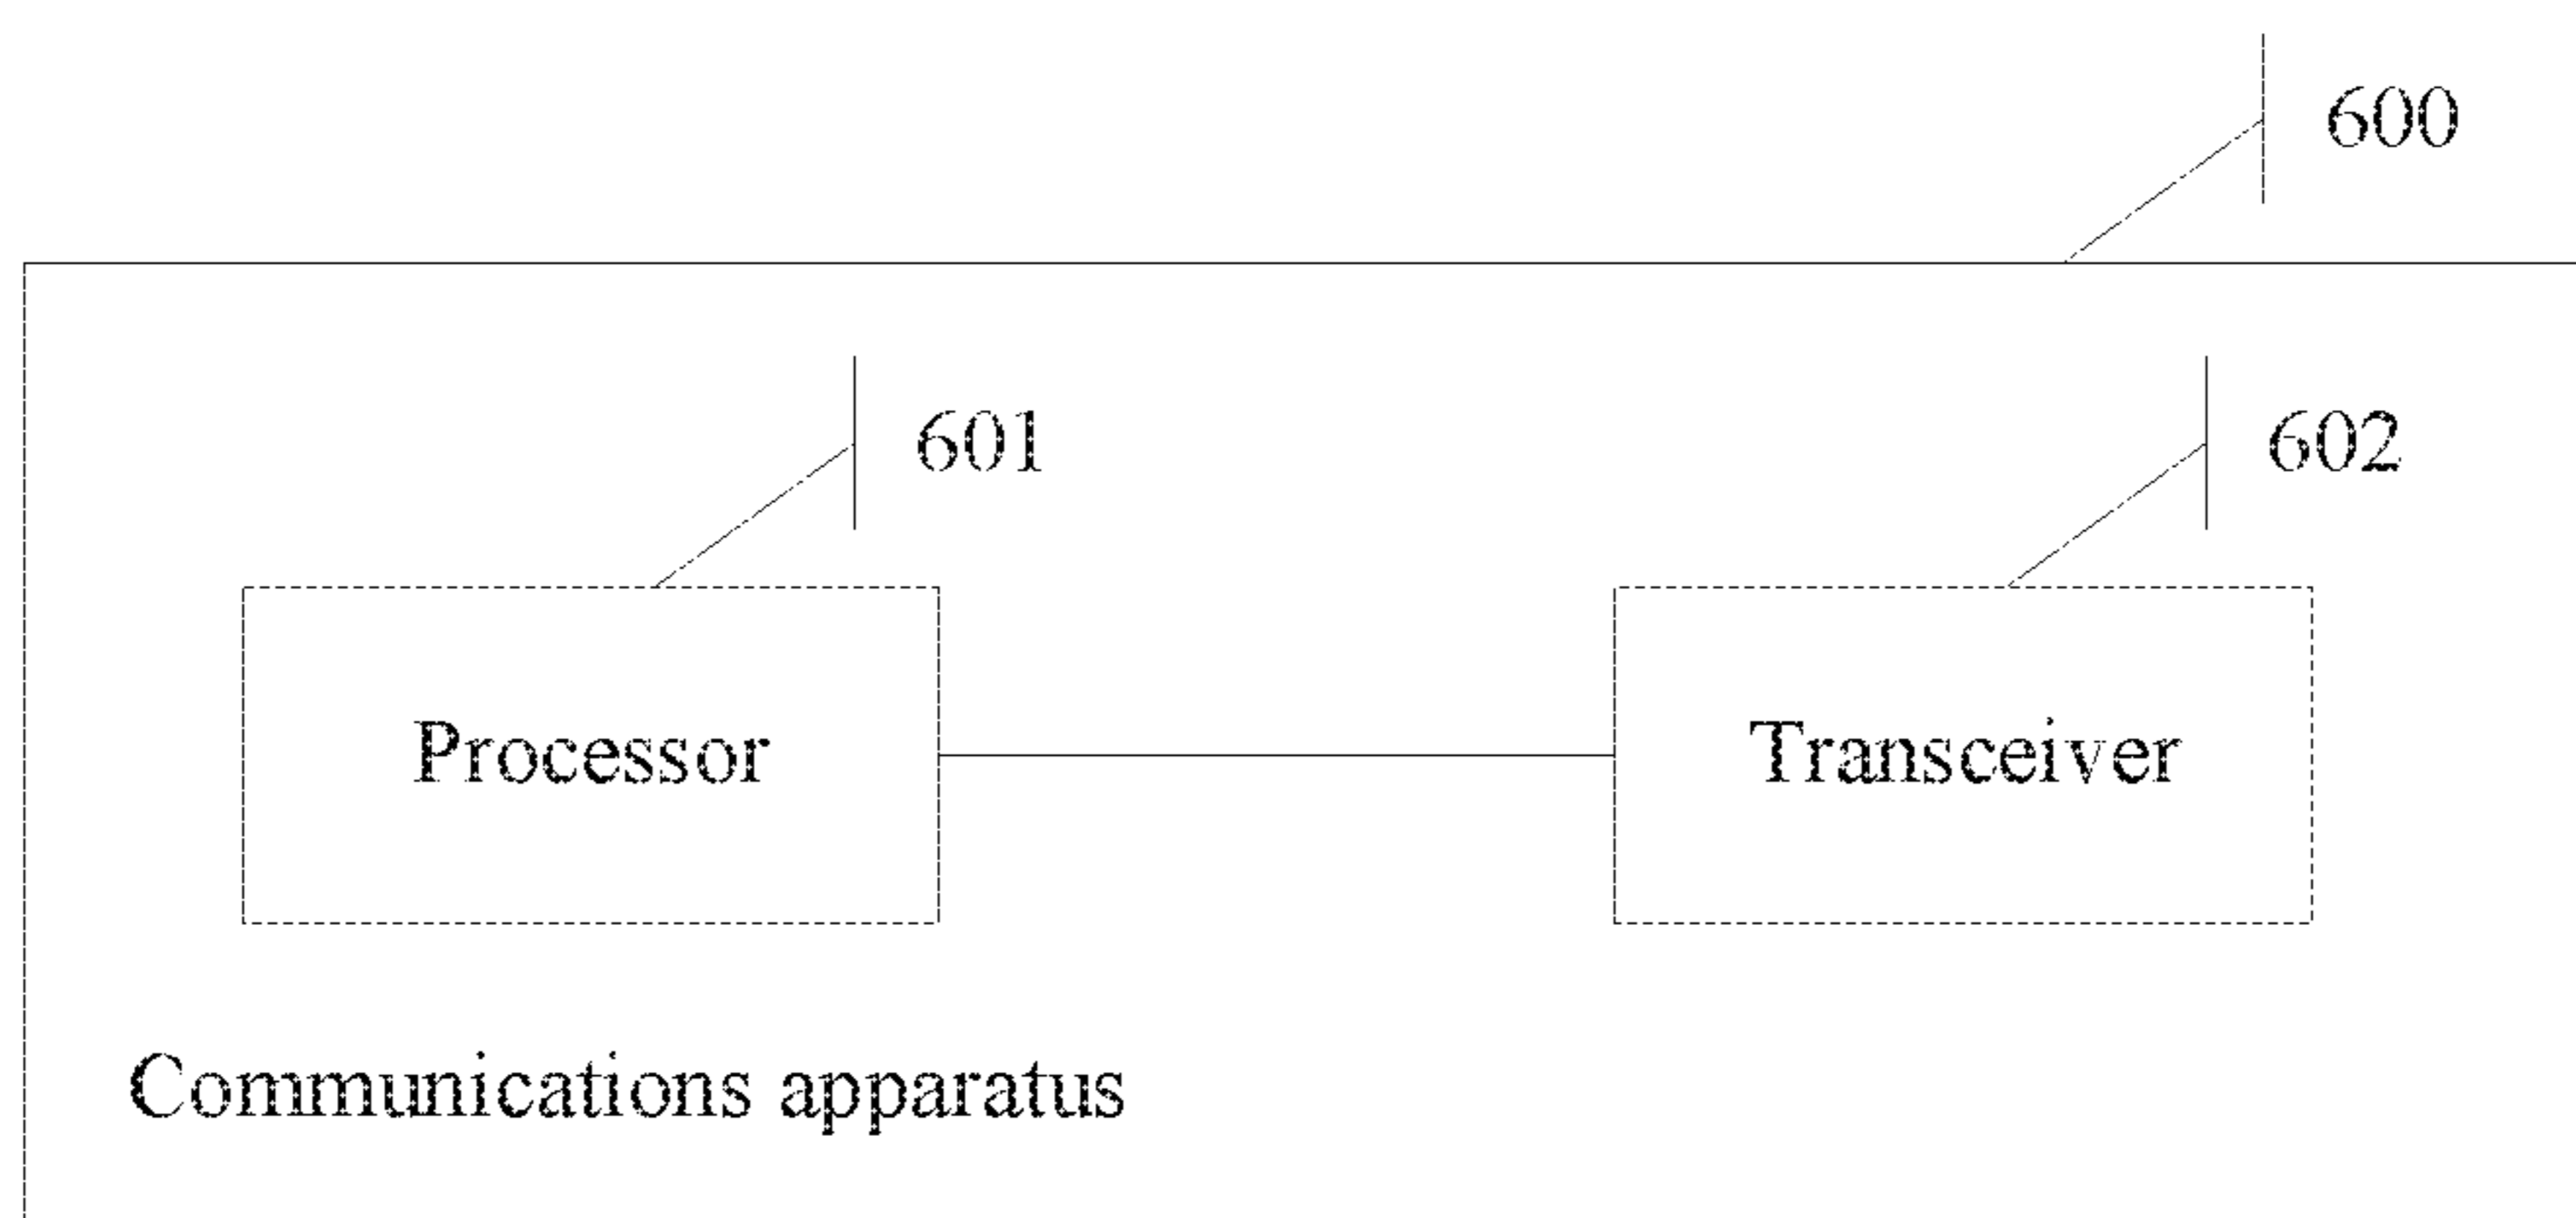 600
601
602
Processor
Transceiver
Communications apparatus